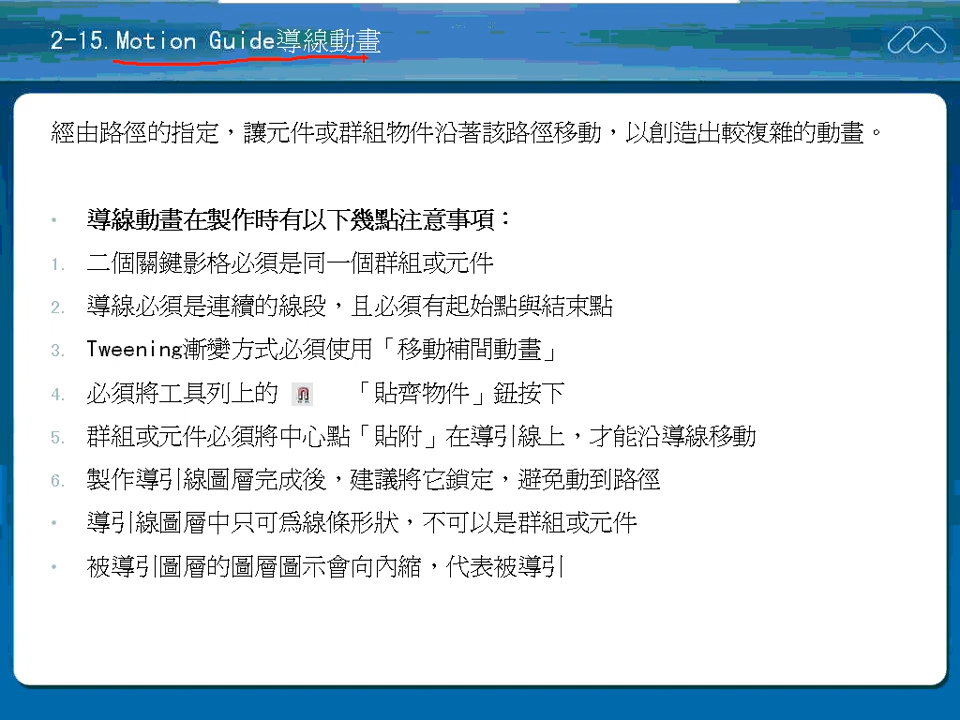 2-15.Motion Guide導線動畫
經由路徑的指定，讓元件或群組物件沿著該路徑移動，以創造出較複雜的動畫。
• 導線動畫在製作時有以下幾點注意事項：
1. 二個關鍵影格必須是同一個群組或元件
2. 導線必須是連續的線段，且必須有起始點與結束點
3. Tweening漸變方式必須使用「移動補間動畫」
4. 必須將工具列上的 「貼齊物件」鈕按下
5. 群組或元件必須將中心點「貼附」在導引線上，才能沿導線移動
6. 製作導引線圖層完成後，建議將它鎖定，避免動到路徑
• 導引線圖層中只可為線條形狀，不可以是群組或元件
• 被導引圖層的圖層圖示會向內縮，代表被導引